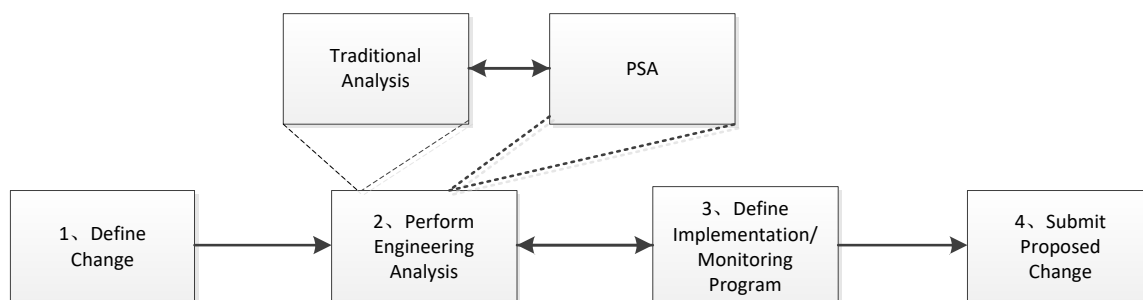 Traditional
Analysis
PSA
1、Define
Change
2、Perform
Engineering
Analysis
3、Define
Implementation/
Monitoring
Program
4、Submit
Proposed
Change